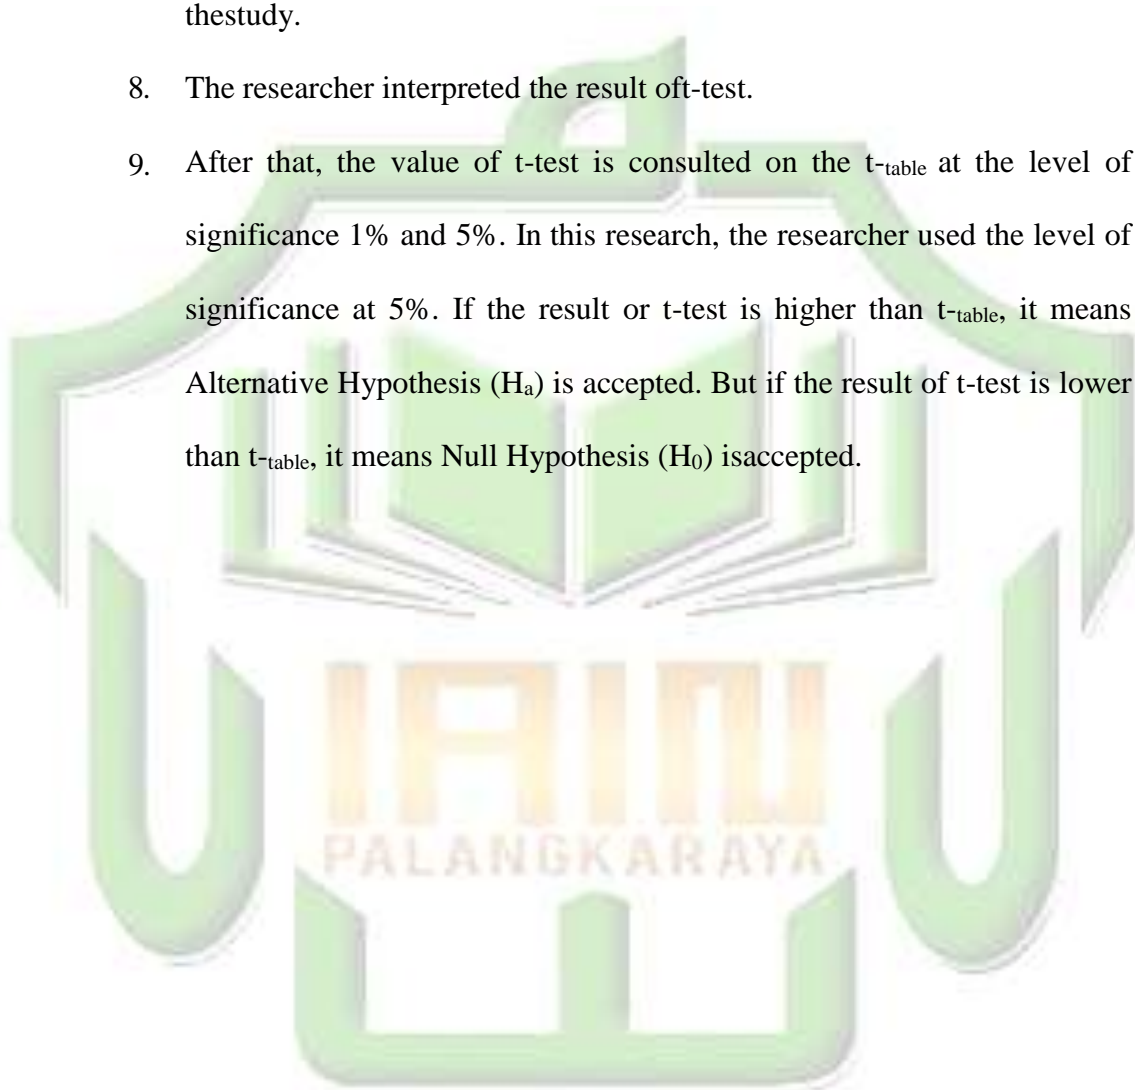 thestudy.
8. The researcher interpreted the result oft-test.
9. After that, the value of t-test is consulted on the t-table at the level of
significance 1% and 5%. In this research, the researcher used the level of
significance at 5%. If the result or t-test is higher than t-table, it means
Alternative Hypothesis (Ha) is accepted. But if the result of t-test is lower
than t-table, it means Null Hypothesis (H0) isaccepted.
IAIN
PALANGKARAYA